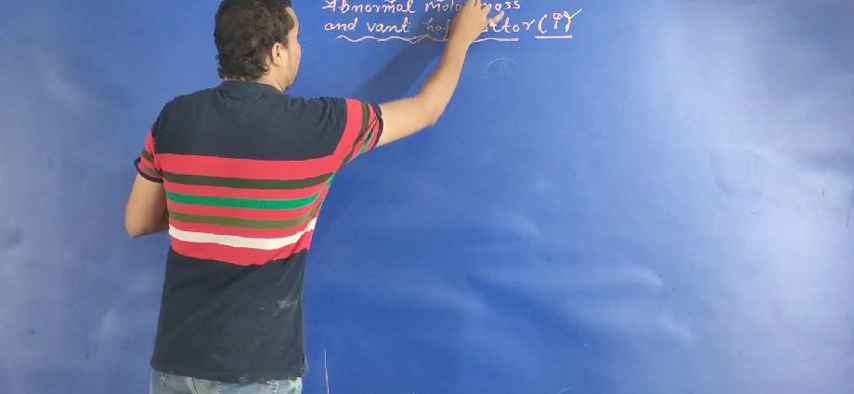 Abnormal molar mass
and vant hoff factor (i)